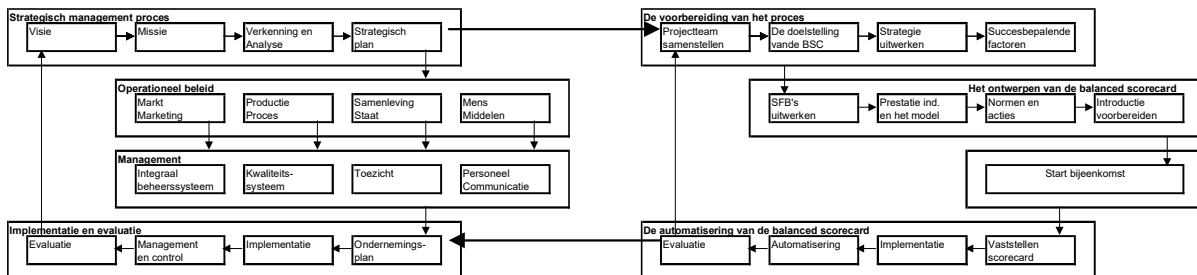 Strategisch management proces
Visie
Missie
Verkenning en
Analyse
Strategisch
plan
Operationeel beleid
Markt
Marketing
Productie
Proces
Samenleving
Staat
Mens
Middelen
Management
Integraal
beheerssysteem
Kwaliteits-
systeem
Toezicht
Personeel
Communicatie
Implementatie en evaluatie
Evaluatie
Management
en control
Implementatie
Ondernemings-
plan
De voorbereiding van het proces
Projectteam
samenstellen
De doelstelling
vande BSC
Strategie
uitwerken
Succesbepalende
factoren
Het ontwerpen van de balanced scorecard
SFB's
uitwerken
Prestatie ind.
en het model
Normen en
acties
Introductie
voorbereiden
Start bijeenkomst
De automatisering van de balanced scorecard
Evaluatie
Automatisering
Implementatie
Vaststellen
scorecard